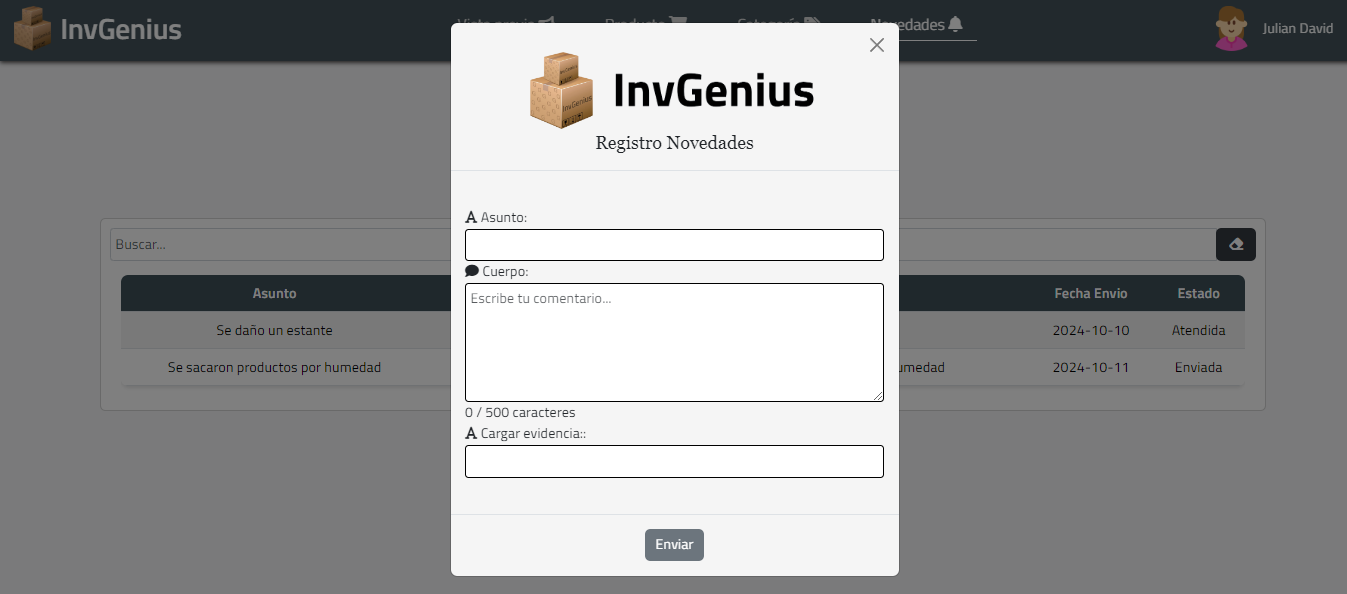 InvGenius
Novedades
Julian David
InvGenius
InvGenius
Registro Novedades
Asunto:
Buscar...
Cuerpo:
Escribe tu comentario...
Asunto Fecha Envio Estado
Se daño un estante 2024-10-10 Atendida
Se sacaron productos por humedad umedad 2024-10-11 Enviada
0 / 500 caracteres
Cargar evidencia::
Enviar